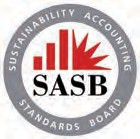 SUSTAINABILITY ACCOUNTING
SASB
STANDARDS BOARD